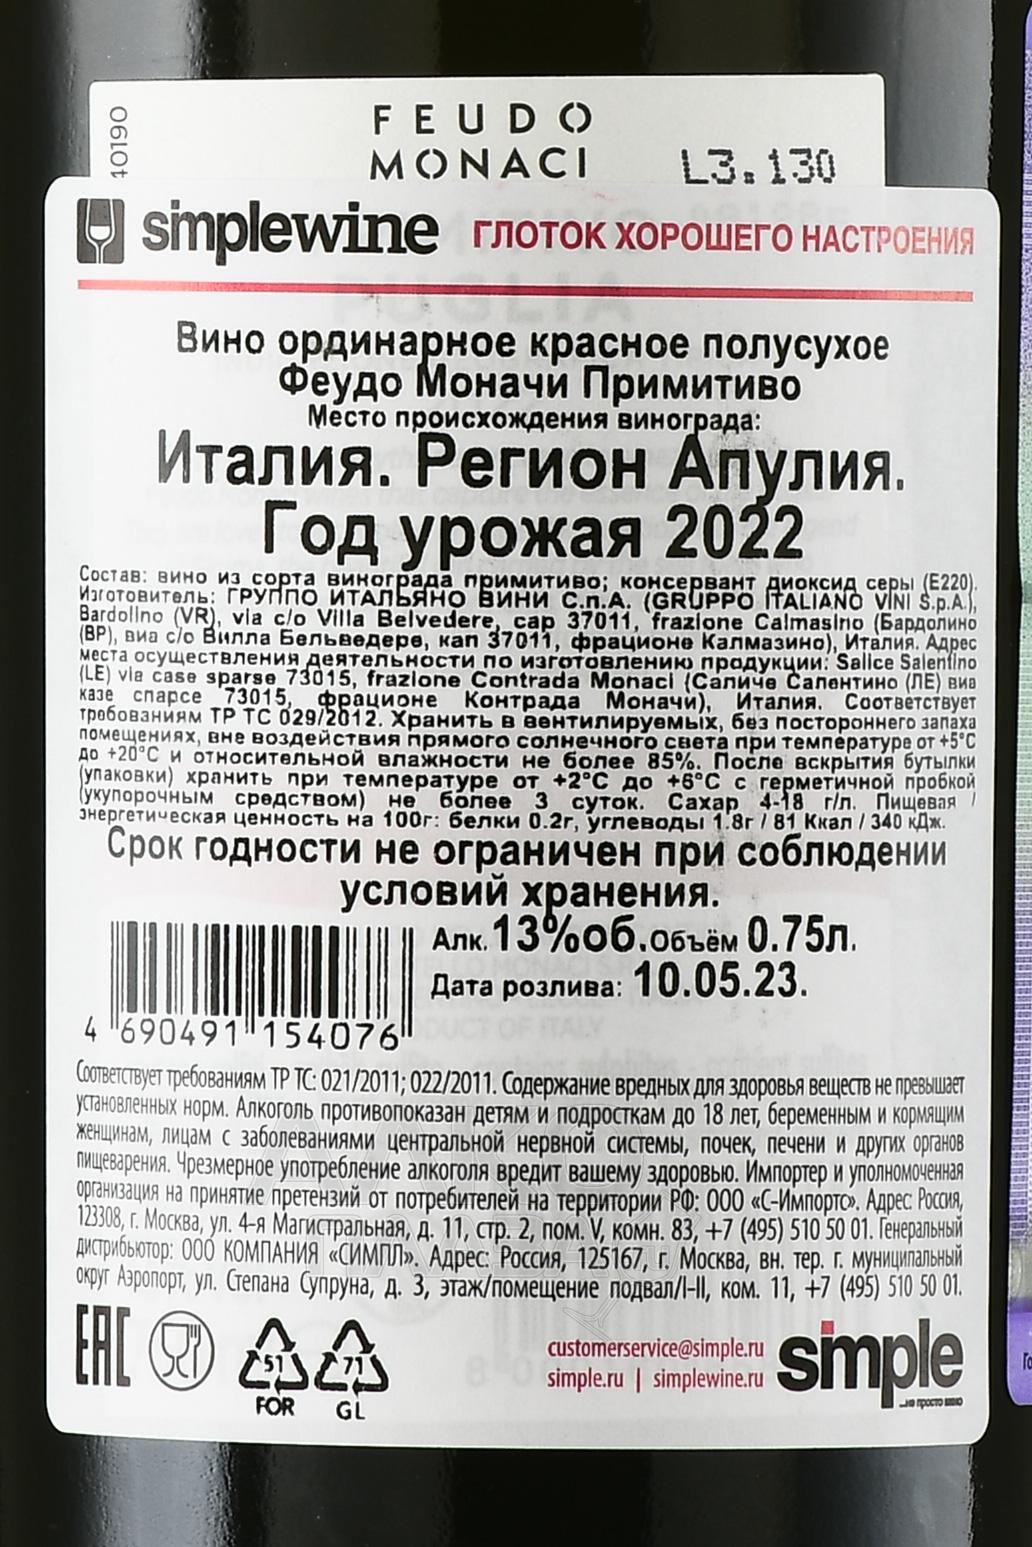 40190
FEUDO
MONACI
L3.130
simplewine
ГЛОТОК ХОРОШЕГО НАСТРОЕНИЯ
Вино ординарное красное полусухое
Феудо Моначи Примитиво
Место происхождения винограда:
Италия. Регион Апулия.
Год урожая 2022
Состав: вино из сорта винограда примитиво; консервант диоксид серы (E220).
Изготовитель: ГРУППО ИТАЛЬЯНО ВИНИ С.п.А. (GRUPPO ITALIANO VINI S.p.A.),
Bardolino (VR), via c/o Villa Belvedere, cap 37011, frazione Calmasino (Бардолино
(ВР), виа с/о Вилла Бельведере, кап 37011, фрационе Калмазино), Италия. Адрес
места осуществления деятельности по изготовлению продукции: Salice Salentino
(LE) via case sparse 73015, frazione Contrada Monaci (Саличе Салентино (ЛЕ) виа
казе спарсе 73015, фрационе Контрада Моначи), Италия. Соответствует
требованиям ТР ТС 029/2012. Хранить в вентилируемых, без постороннего запаха
помещениях, вне воздействия прямого солнечного света при температуре от +5°С
до +20°С и относительной влажности не более 85%. После вскрытия бутылки
(упаковки) хранить при температуре от +2°С до +6°С с герметичной пробкой
(укупорочным средством) не более 3 суток. Сахар 4-18 г/л. Пищевая /
энергетическая ценность на 100г: белки 0.2г, углеводы 1.8г / 81 Ккал / 340 кДж.
Срок годности не ограничен при соблюдении
условий хранения.
Алк. 13%об. Объём 0.75л.
Дата розлива: 10.05.23.
4 690491 154076
Соответствует требованиям ТР ТС: 021/2011; 022/2011. Содержание вредных для здоровья веществ не превышает
установленных норм. Алкоголь противопоказан детям и подросткам до 18 лет, беременным и кормящим
женщинам, лицам с заболеваниями центральной нервной системы, почек, печени и других органов
пищеварения. Чрезмерное употребление алкоголя вредит вашему здоровью. Импортер и уполномоченная
организация на принятие претензий от потребителей на территории РФ: ООО «С-Импортс». Адрес: Россия,
123308, г. Москва, ул. 4-я Магистральная, д. 11, стр. 2, пом. V, комн. 83, +7 (495) 510 50 01. Генеральный
дистрибьютор: ООО КОМПАНИЯ «СИМПЛ». Адрес: Россия, 125167, г. Москва, вн. тер. г. муниципальный
округ Аэропорт, ул. Степана Супруна, д. 3, этаж/помещение подвал/I-II, ком. 11, +7 (495) 510 50 01.
EAC
51
FOR
71
GL
customerservice@simple.ru
simple.ru | simplewine.ru
simple
...не просто вино